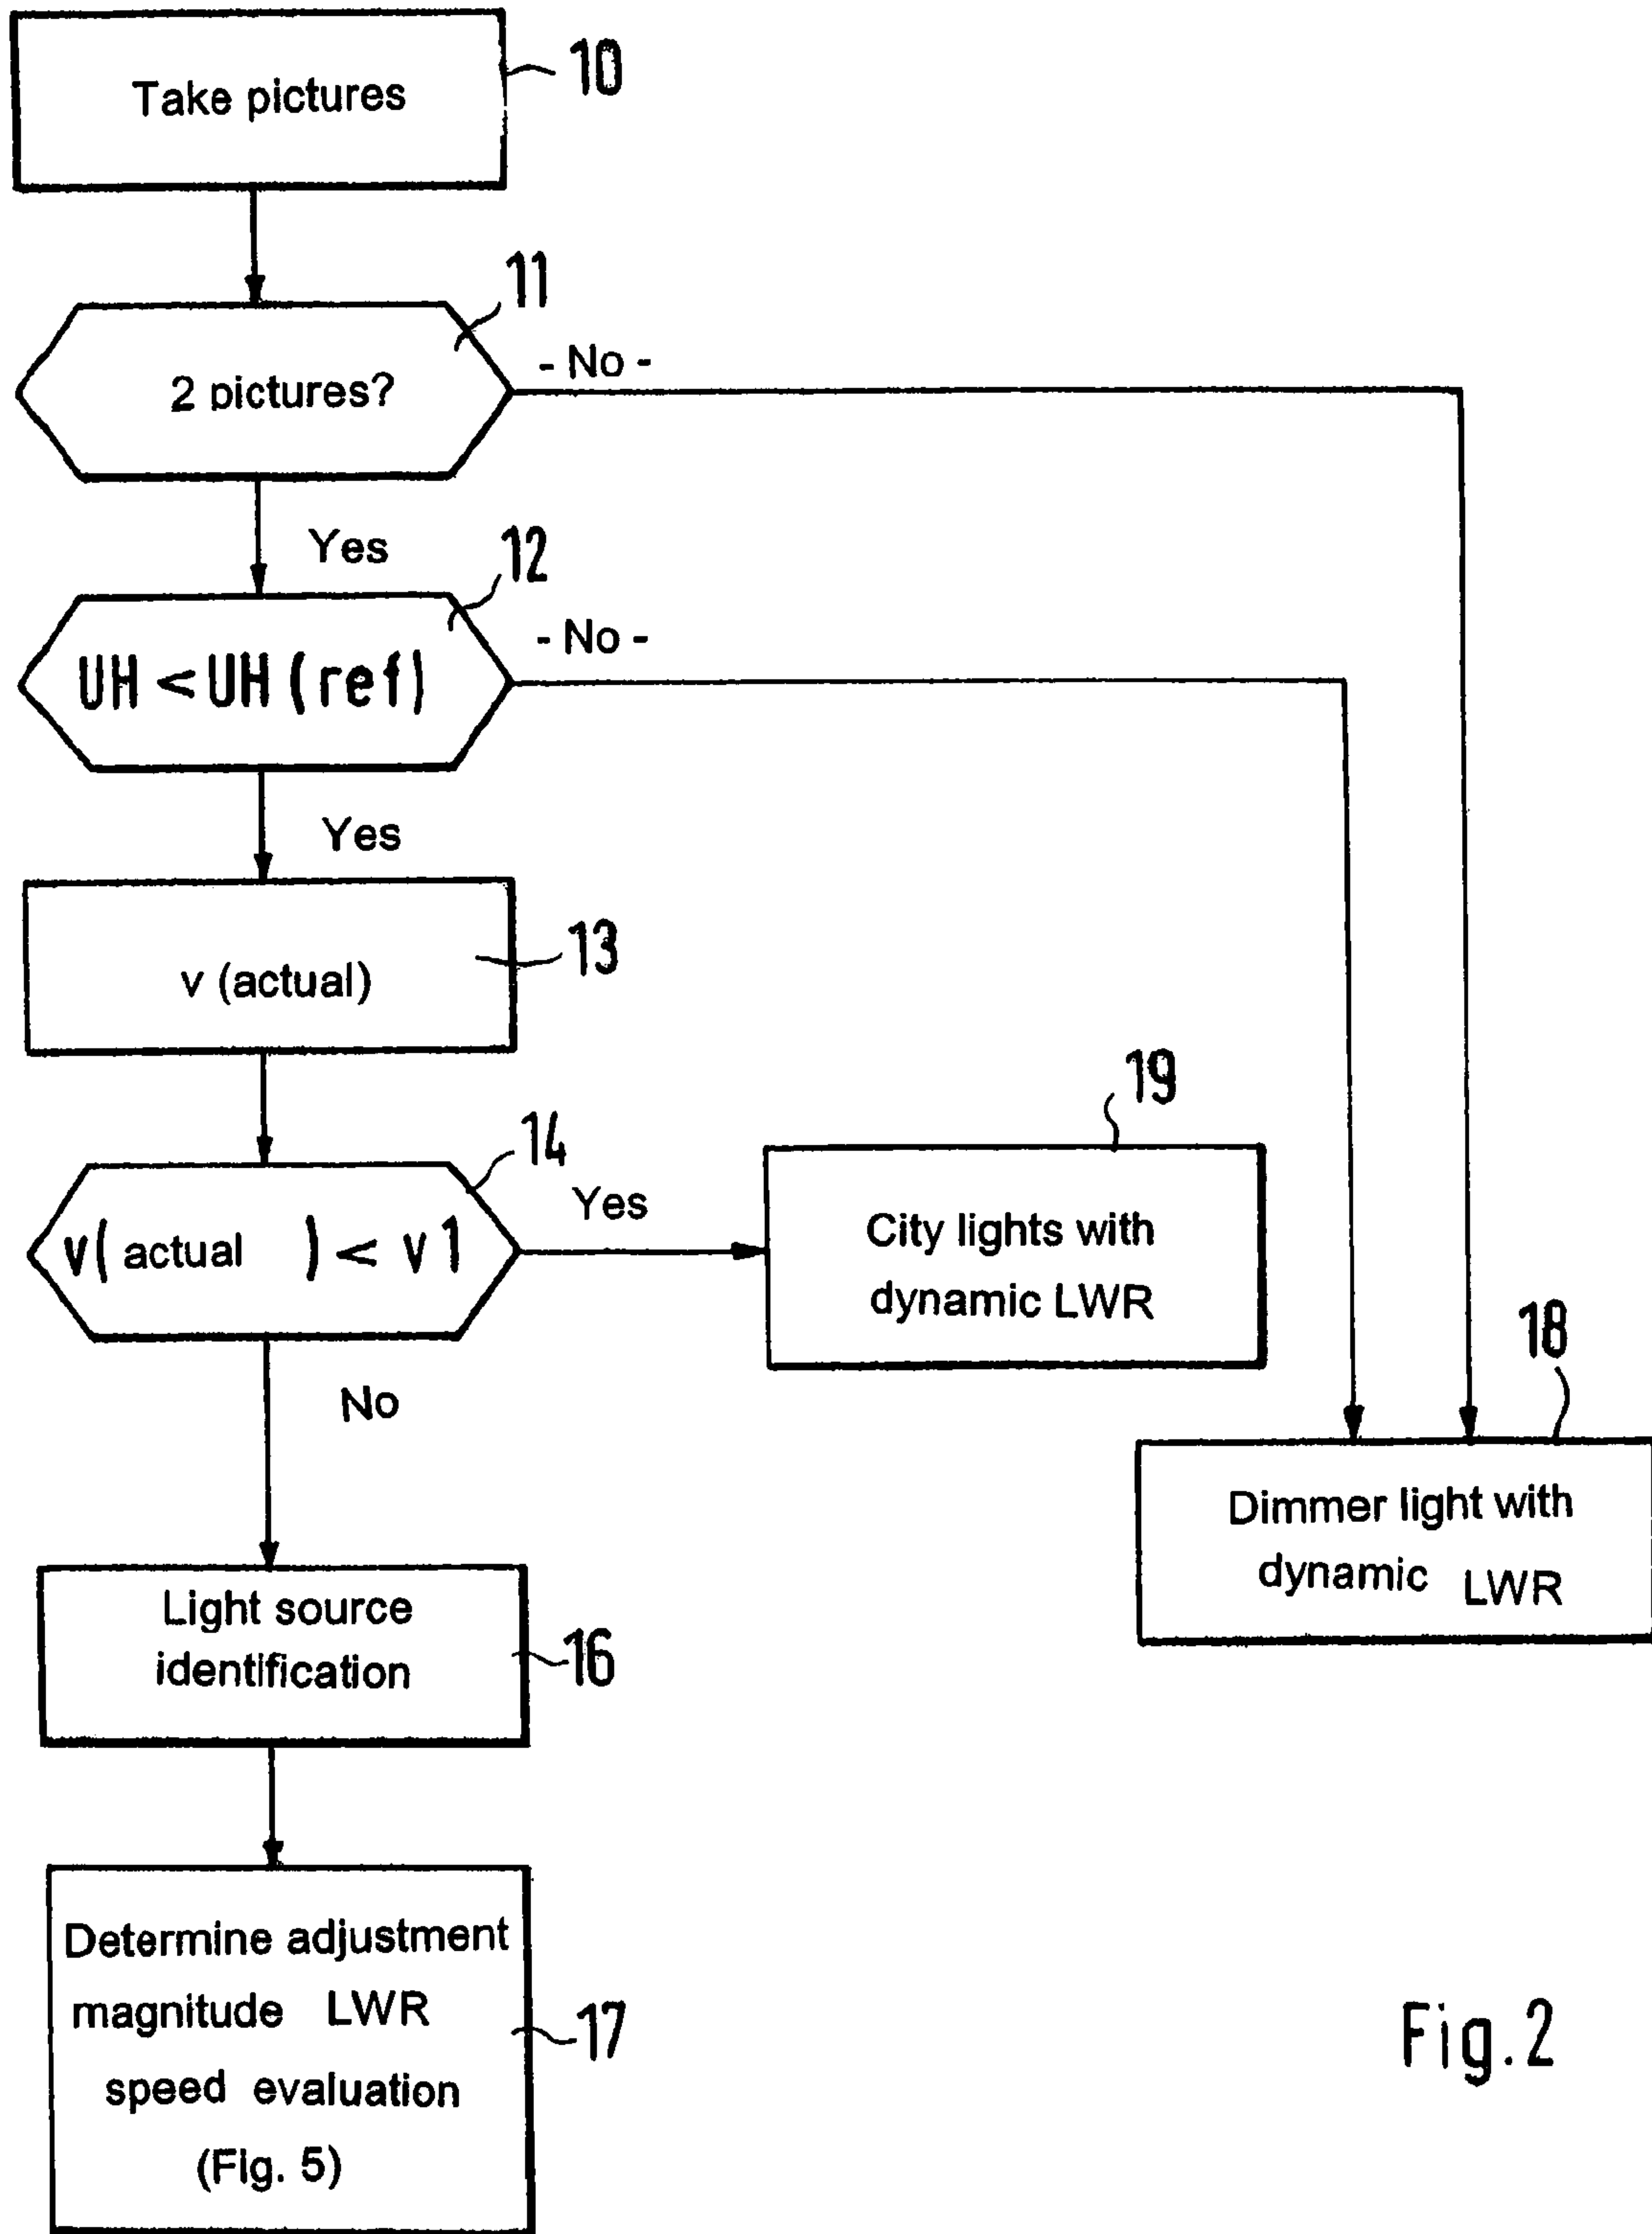 Take pictures
10
11
2 pictures?
- No -
Yes
12
UH < UH (ref)
- No -
Yes
v (actual)
13
14
v( actual ) < v1
Yes
19
City lights with
dynamic LWR
No
18
Dimmer light with
dynamic LWR
Light source
identification
16
Determine adjustment
magnitude LWR
speed evaluation
(Fig. 5)
17
Fig.2